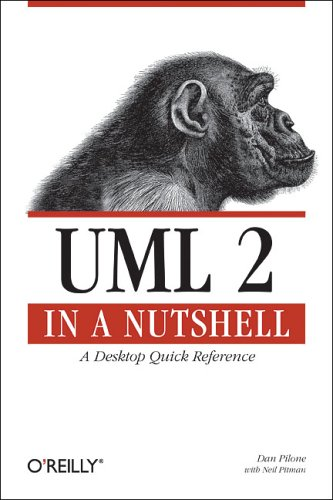 UML 2
IN A NUTSHELL
A Desktop Quick Reference
Dan Pilone
with Neil Pitman
O'REILLY®